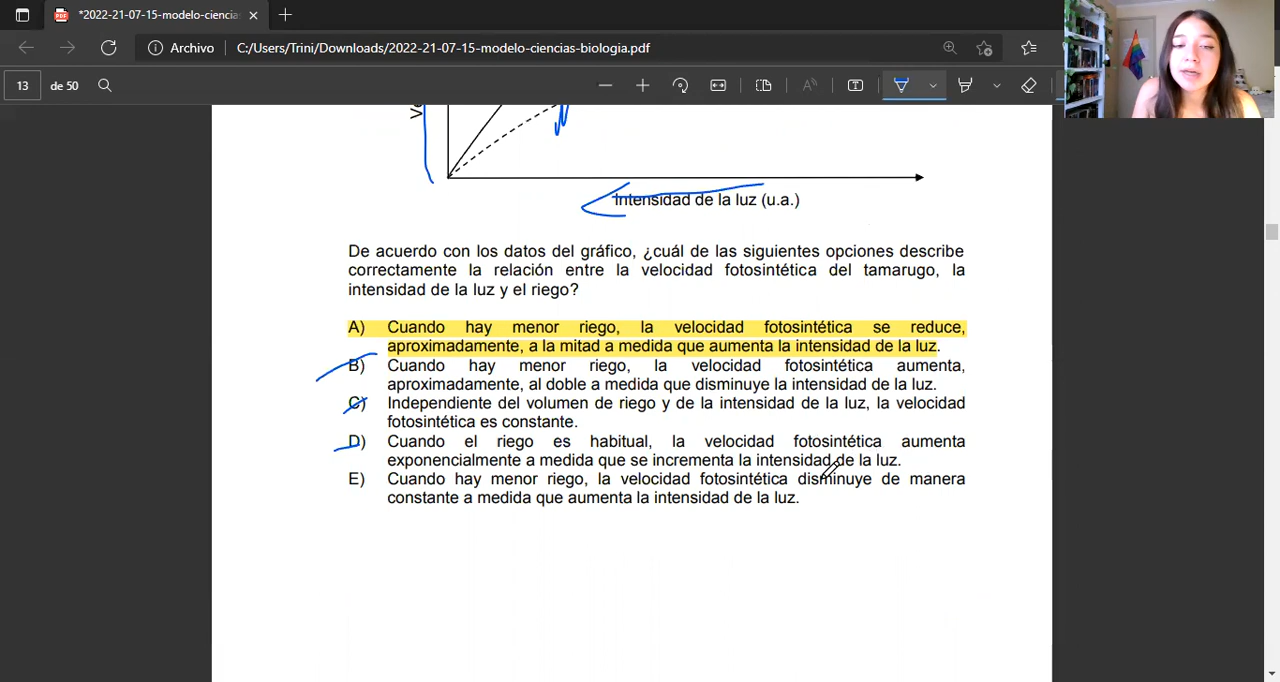 *2022-21-07-15-modelo-ciencias
Archivo
C:/Users/Trini/Downloads/2022-21-07-15-modelo-ciencias-biologia.pdf
13
de 50
Intensidad de la luz (u.a.)
De acuerdo con los datos del gráfico, ¿cuál de las siguientes opciones describe
correctamente la relación entre la velocidad fotosintética del tamarugo, la
intensidad de la luz y el riego?
A) Cuando hay menor riego, la velocidad fotosintética se reduce,
aproximadamente, a la mitad a medida que aumenta la intensidad de la luz.
B) Cuando hay menor riego, la velocidad fotosintética aumenta,
aproximadamente, al doble a medida que disminuye la intensidad de la luz.
C) Independiente del volumen de riego y de la intensidad de la luz, la velocidad
fotosintética es constante.
D) Cuando el riego es habitual, la velocidad fotosintética aumenta
exponencialmente a medida que se incrementa la intensidad de la luz.
E) Cuando hay menor riego, la velocidad fotosintética disminuye de manera
constante a medida que aumenta la intensidad de la luz.